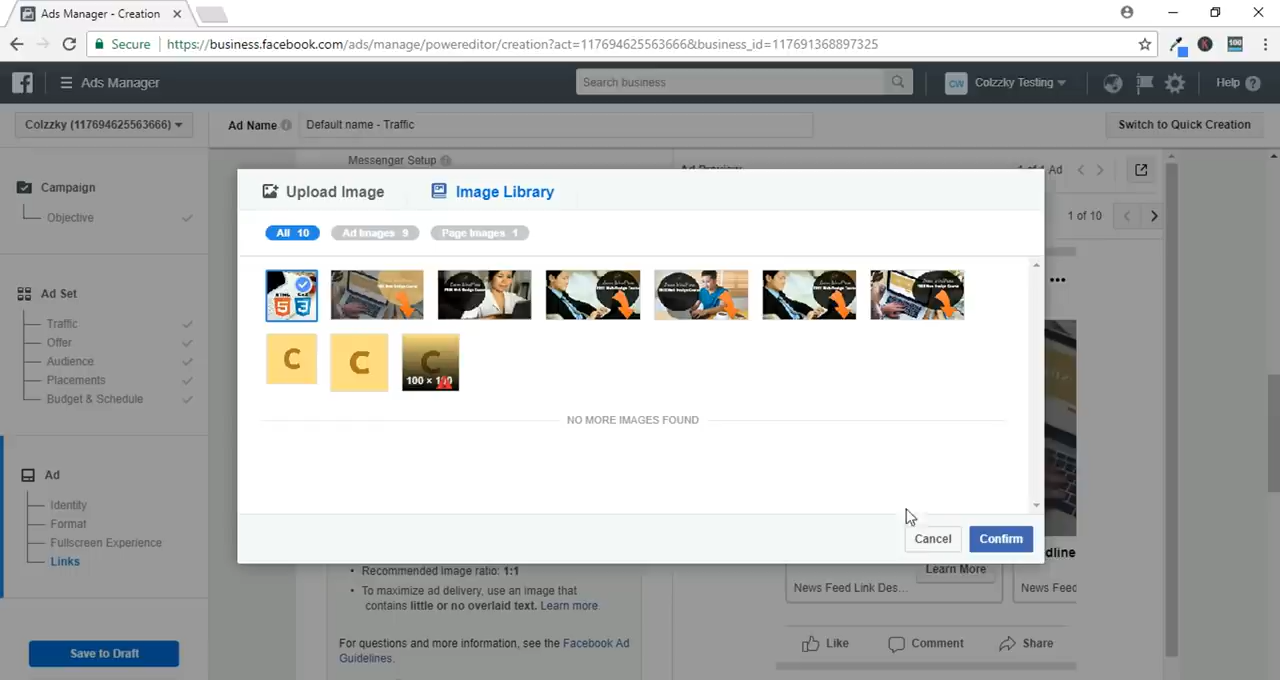 Ads Manager - Creation
Secure
https://business.facebook.com/ads/manage/powereditor/creation?act=117694625563666&business_id=117691368897325
100
Ads Manager
Search business
CW
Colzzky Testing
Help
Colzzky (117694625563666)
Ad Name
Default name - Traffic
Switch to Quick Creation
Messenger Setup
1 of 1 Ad
Campaign
Objective
Upload Image
Image Library
1 of 10
All 10
Ad Images 9
Page Images 1
Ad Set
Traffic
Offer
Audience
Placements
Budget & Schedule
HTML
5
3
C
C
C
100 × 100
NO MORE IMAGES FOUND
Ad
Identity
Format
Fullscreen Experience
Links
Cancel
Confirm
dline
Recommended image ratio: 1:1
Learn More
To maximize ad delivery, use an image that
contains little or no overlaid text. Learn more.
News Feed Link Des...
News Feed
For questions and more information, see the Facebook Ad
Guidelines.
Like
Comment
Share
Save to Draft